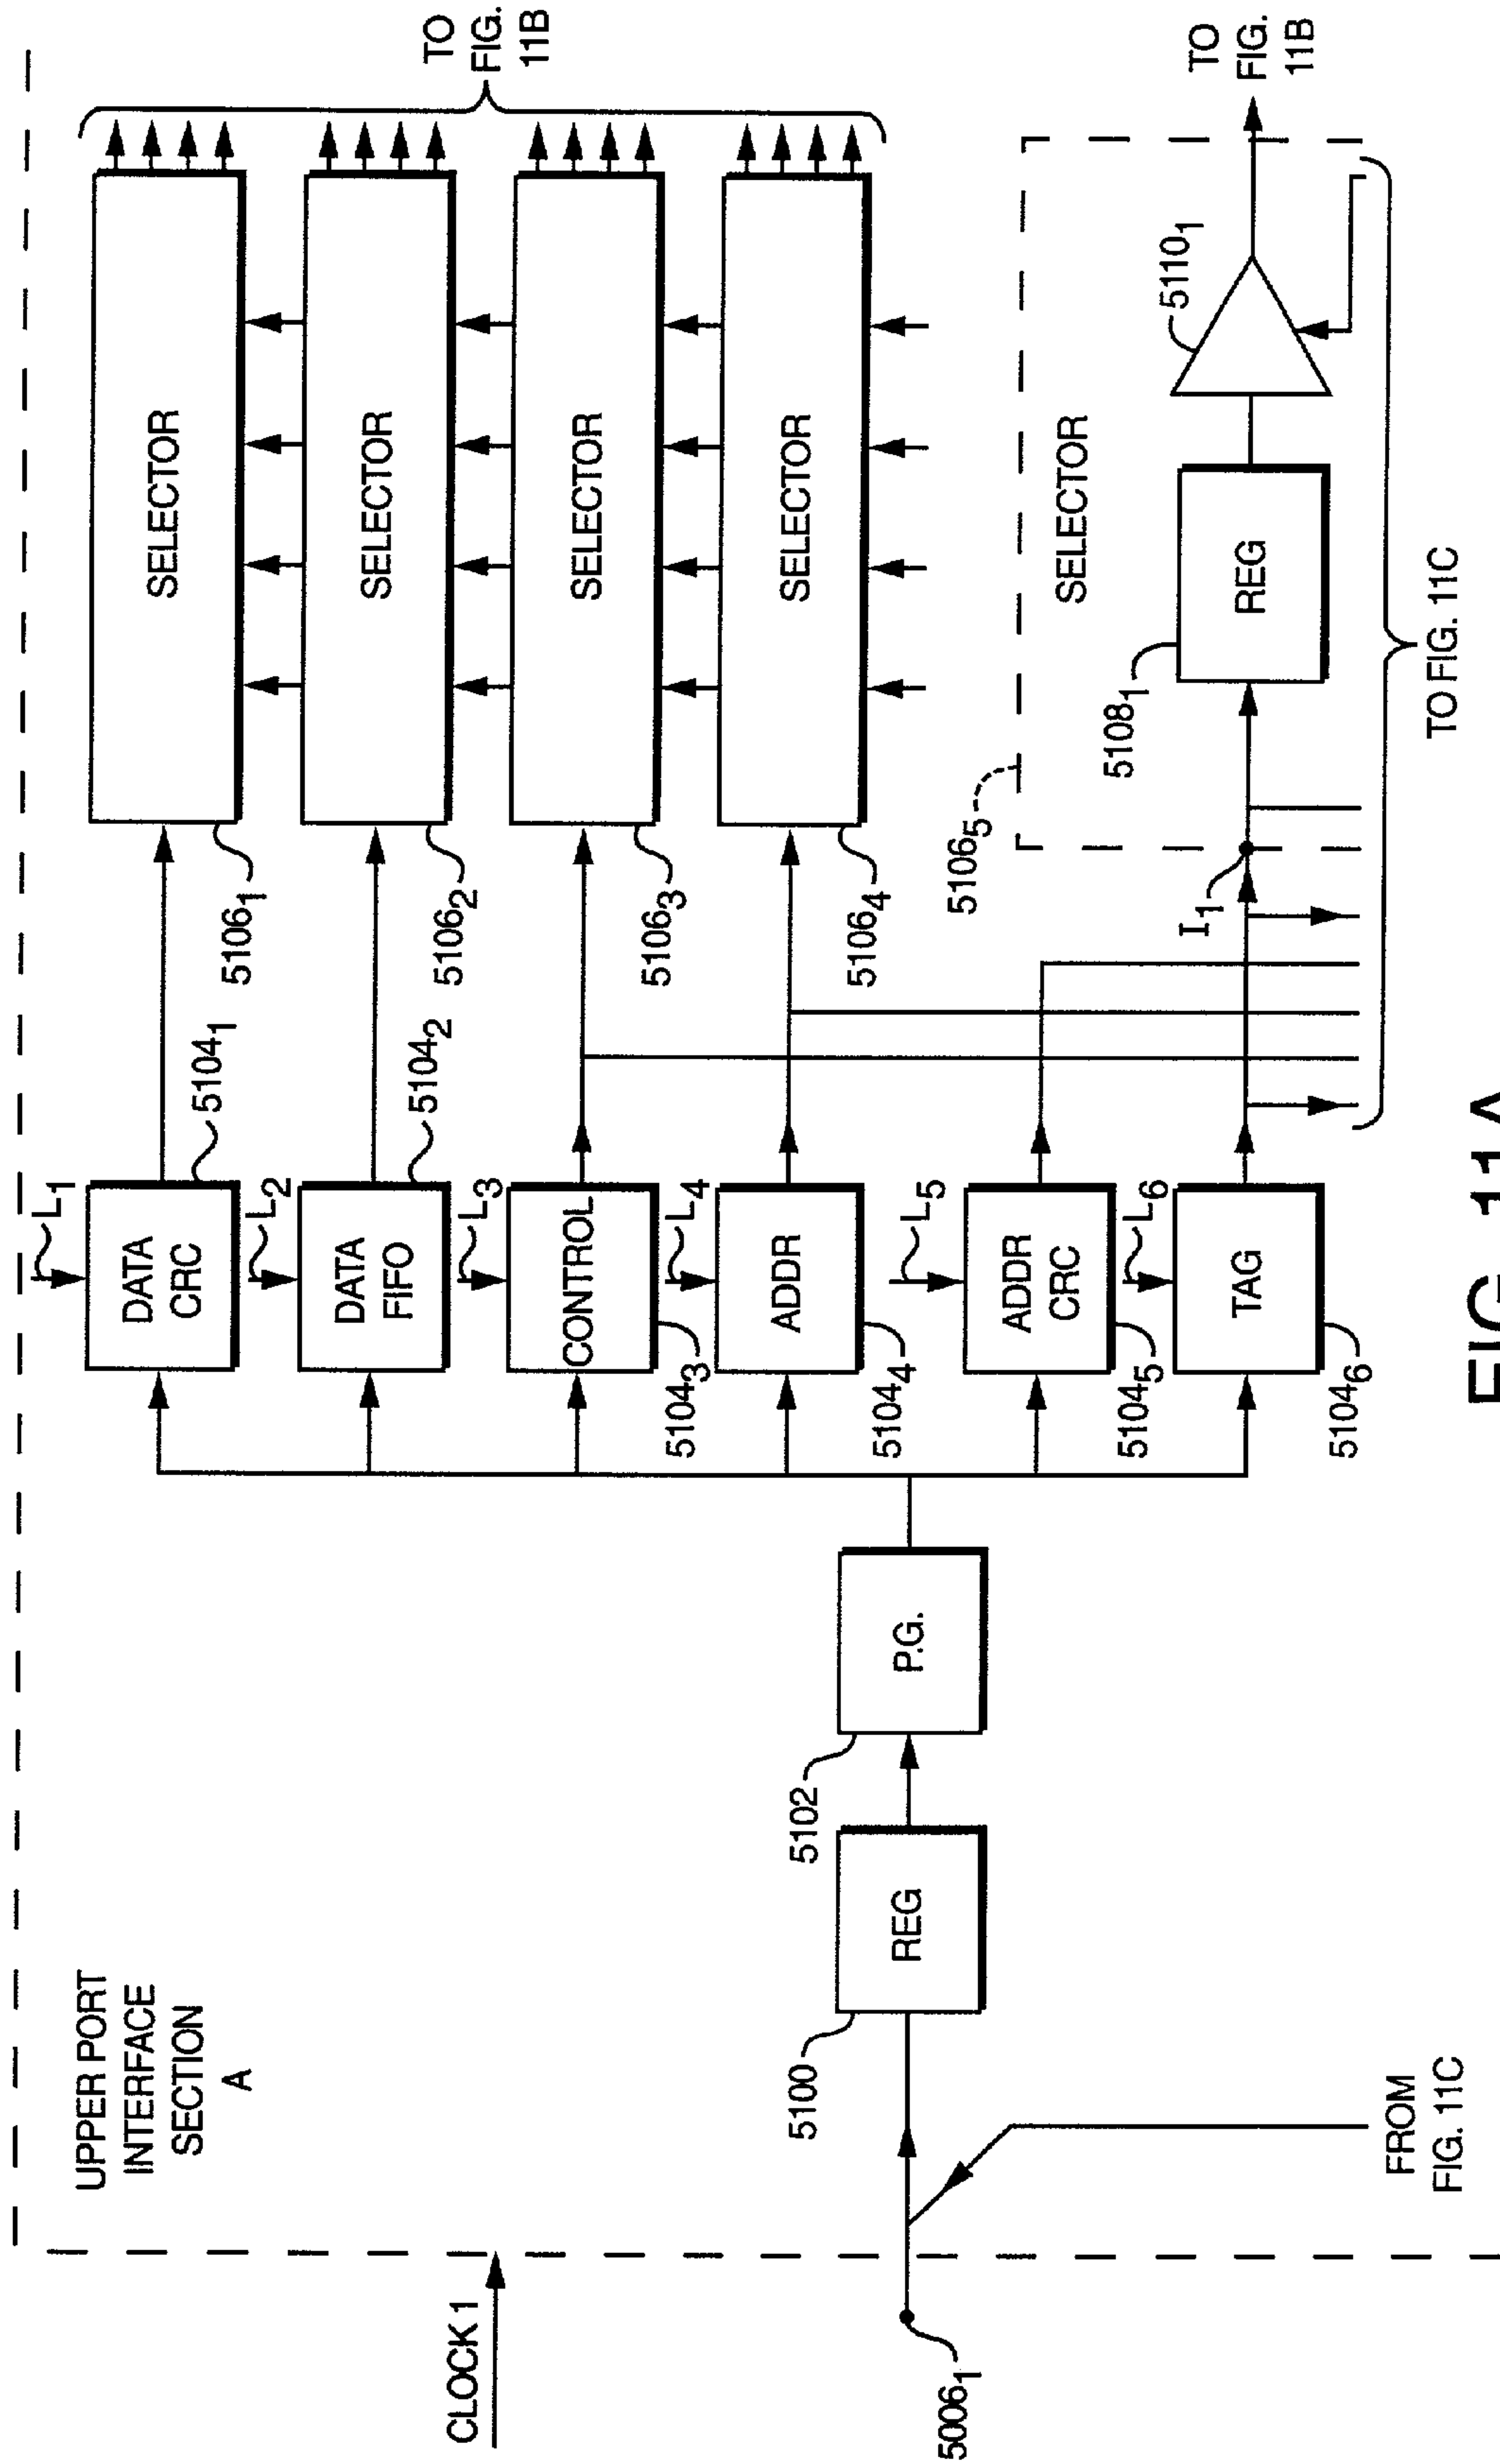 UPPER PORT
INTERFACE
SECTION
A
CLOCK 1
5006₁
FROM
FIG. 11C
5100
REG
5102
P.G.
L₁
DATA
CRC
5104₁
L₂
DATA
FIFO
5104₂
L₃
CONTROL
5104₃
L₄
ADDR
5104₄
L₅
ADDR
CRC
5104₅
L₆
TAG
5104₆
SELECTOR
5106₁
SELECTOR
5106₂
SELECTOR
5106₃
SELECTOR
5106₄
TO
FIG.
11B
5106₅
SELECTOR
I₁
5108₁
REG
5110₁
TO
FIG.
11B
TO FIG. 11C
FIG. 11A